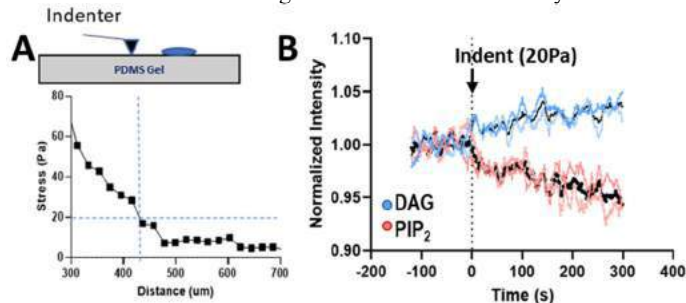 Indenter
A
PDMS Gel
80
60
40
20
0
Stress (Pa)
300 400 500 600 700
Distance (um)
B
Indent (20Pa)
1.10
1.05
1.00
0.95
0.90
Normalized Intensity
DAG
PIP₂
-200 -100 0 100 200 300 400
Time (s)